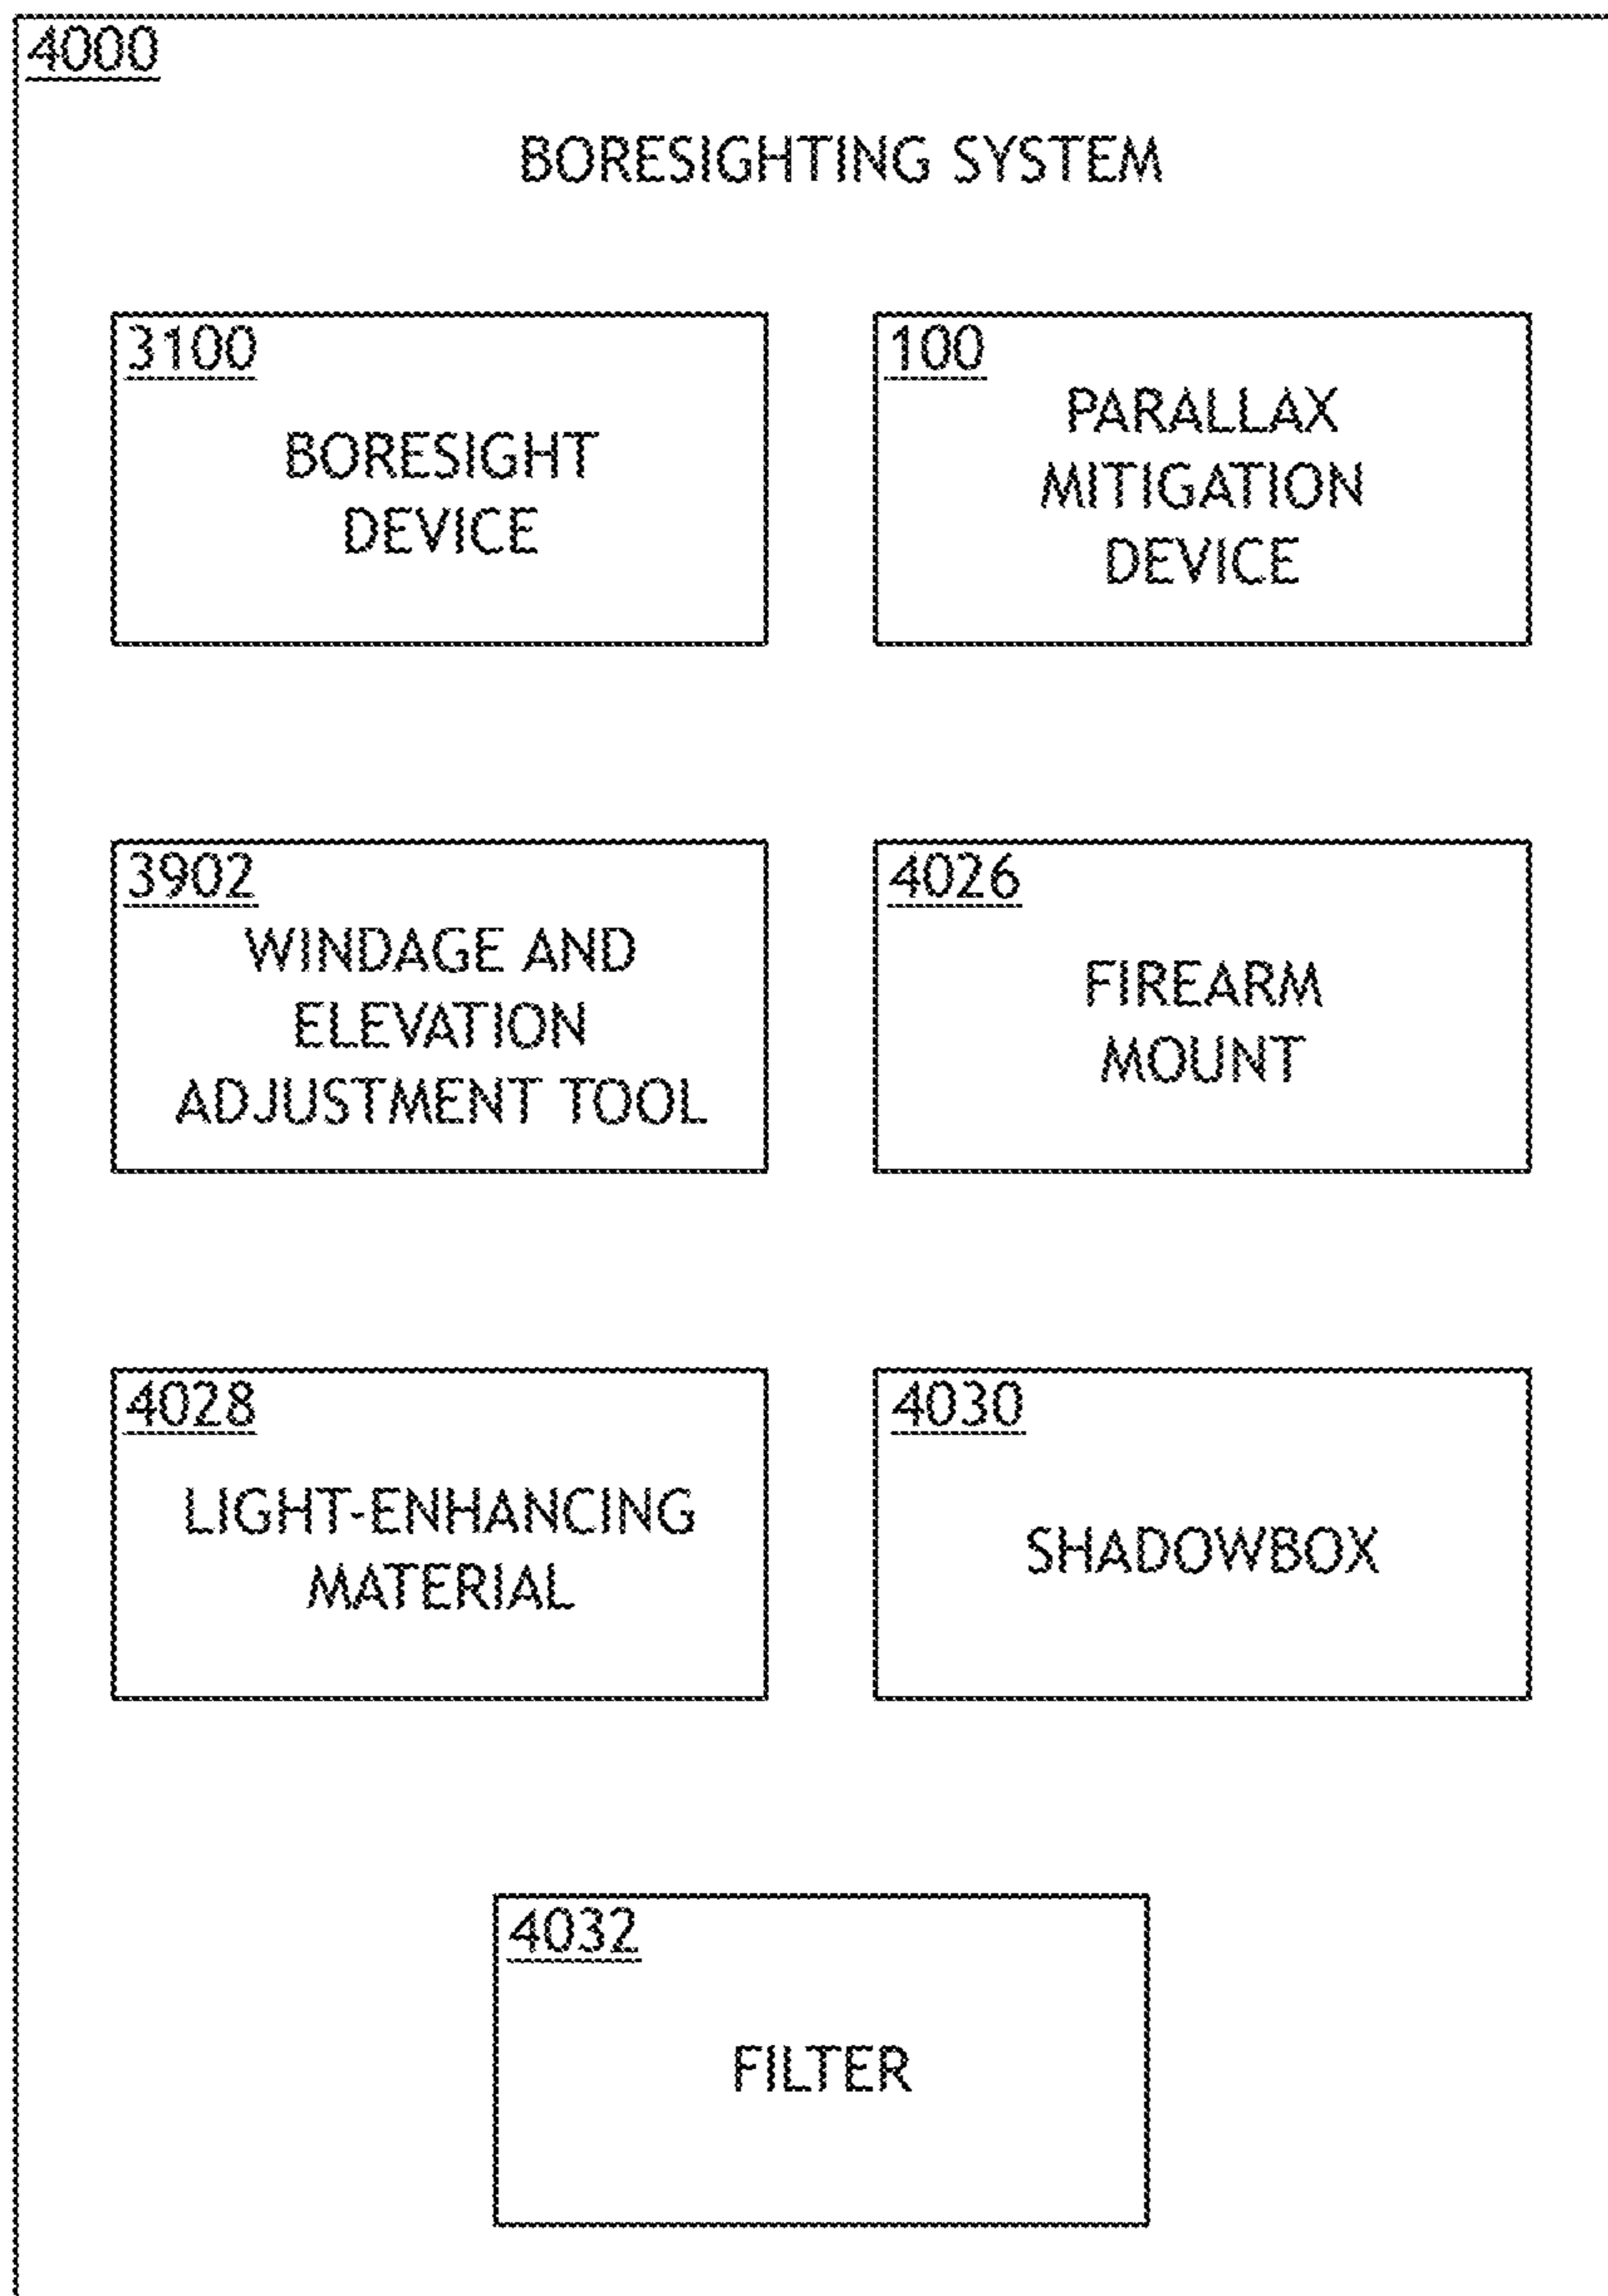 4000
BORESIGHTING SYSTEM
3100
BORESIGHT
DEVICE
100
PARALLAX
MITIGATION
DEVICE
3902
WINDAGE AND
ELEVATION
ADJUSTMENT TOOL
4026
FIREARM
MOUNT
4028
LIGHT-ENHANCING
MATERIAL
4030
SHADOWBOX
4032
FILTER